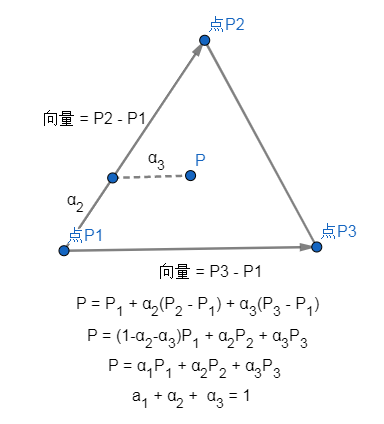 点P2
向量 = P2 - P1
α₃
P
α₂
点P1
点P3
向量 = P3 - P1
P = P₁ + α₂(P₂ - P₁) + α₃(P₃ - P₁)
P = (1-α₂-α₃)P₁ + α₂P₂ + α₃P₃
P = α₁P₁ + α₂P₂ + α₃P₃
a₁ + α₂ + α₃ = 1